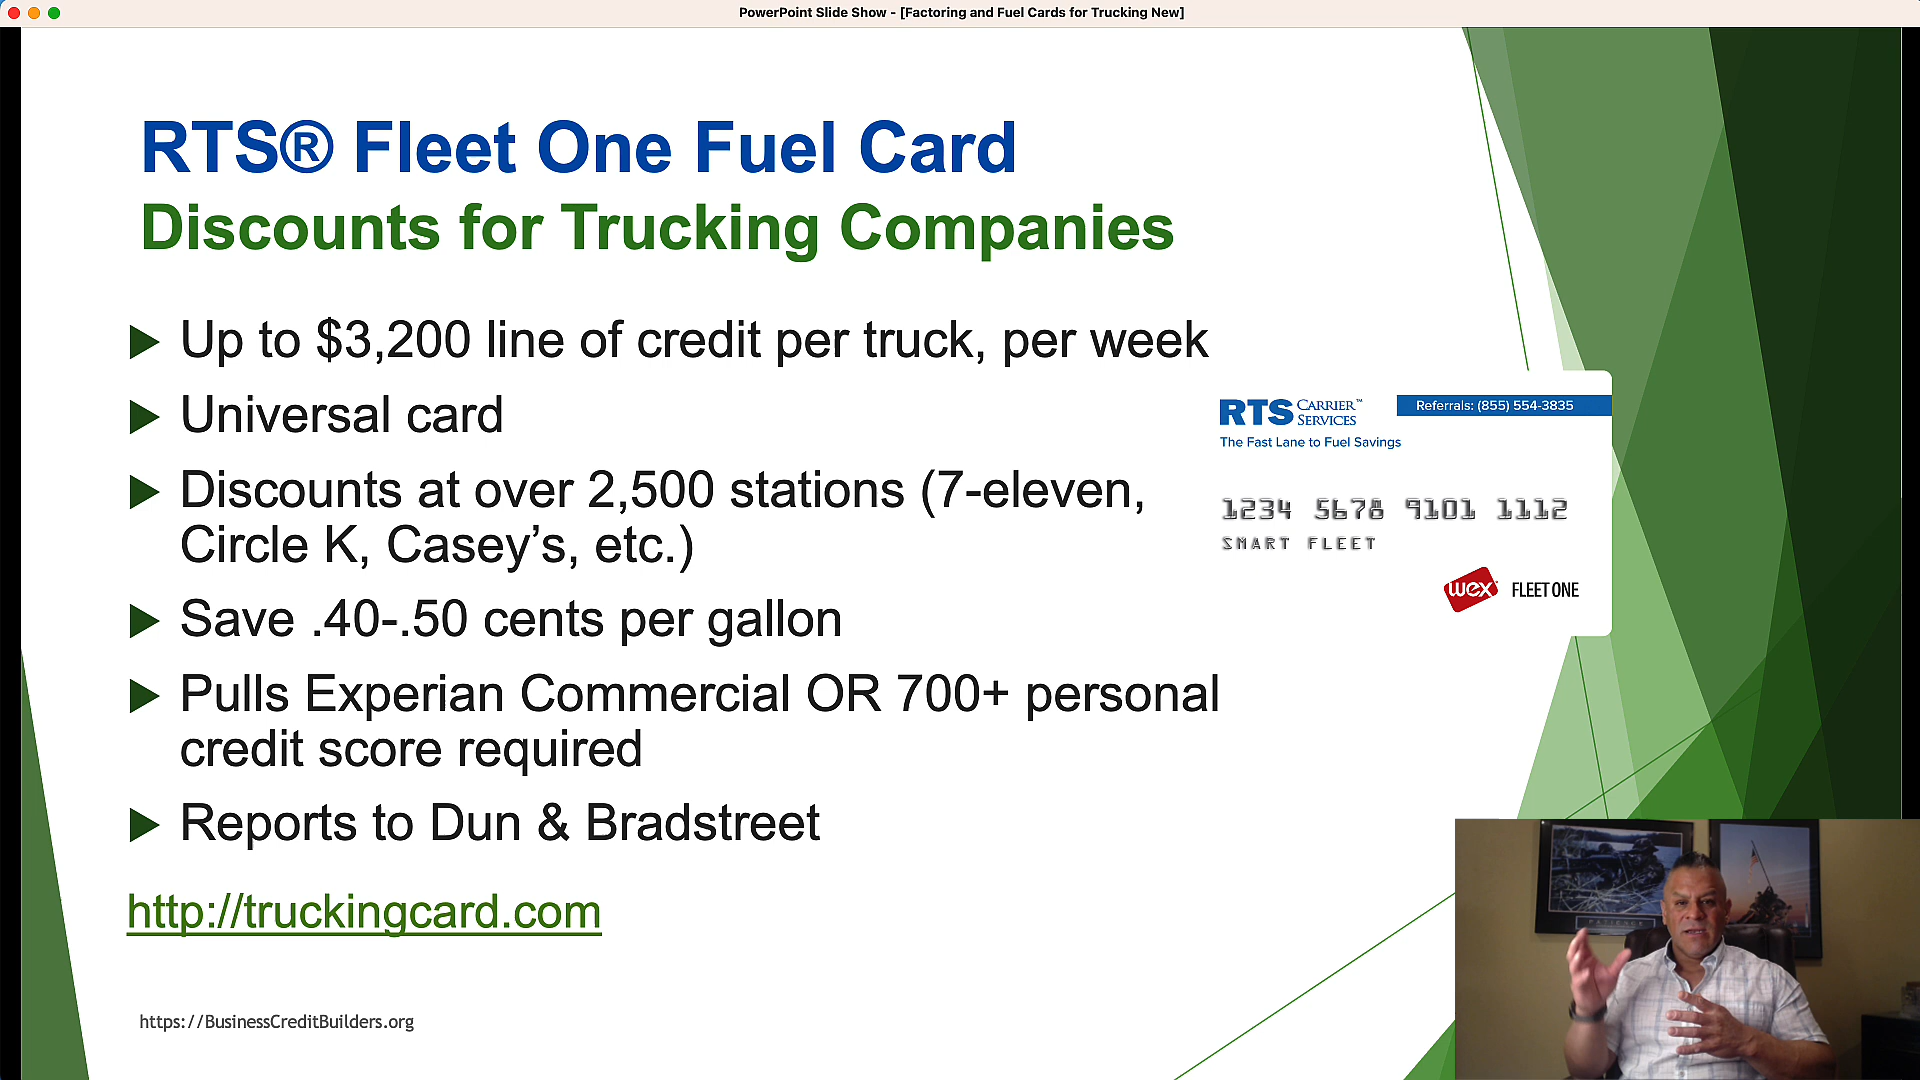 PowerPoint Slide Show - [Factoring and Fuel Cards for Trucking New]
RTS® Fleet One Fuel Card
Discounts for Trucking Companies
Up to $3,200 line of credit per truck, per week
Universal card
Discounts at over 2,500 stations (7-eleven,
Circle K, Casey’s, etc.)
Save .40-.50 cents per gallon
Pulls Experian Commercial OR 700+ personal
credit score required
Reports to Dun & Bradstreet
http://truckingcard.com
https://BusinessCreditBuilders.org
RTS CARRIER™
SERVICES
Referrals: (855) 554-3835
The Fast Lane to Fuel Savings
1234 5678 9101 1112
SMART FLEET
wex FLEET ONE
PATIENCE